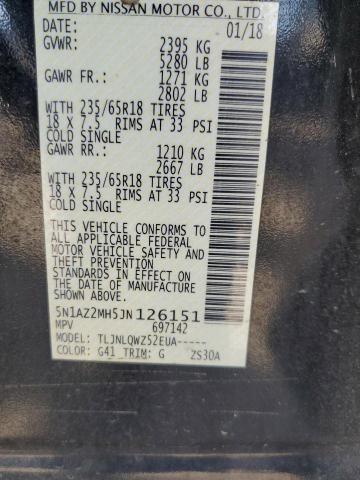 MFD BY NISSAN MOTOR CO., LTD.
DATE: 01/18
GVWR: 2395 KG
5280 LB
GAWR FR.: 1271 KG
2802 LB
WITH 235/65R18 TIRES
18 X 7.5 RIMS AT 33 PSI
COLD SINGLE
GAWR RR.: 1210 KG
2667 LB
WITH 235/65R18 TIRES
18 X 7.5 RIMS AT 33 PSI
COLD SINGLE
THIS VEHICLE CONFORMS TO
ALL APPLICABLE FEDERAL
MOTOR VEHICLE SAFETY AND
THEFT PREVENTION
STANDARDS IN EFFECT ON
THE DATE OF MANUFACTURE
SHOWN ABOVE.
5N1AZ2MH5JN126151
MPV 697142
MODEL: TLJNLQWZ52EUA-----
COLOR: G41 TRIM: G ZS30A